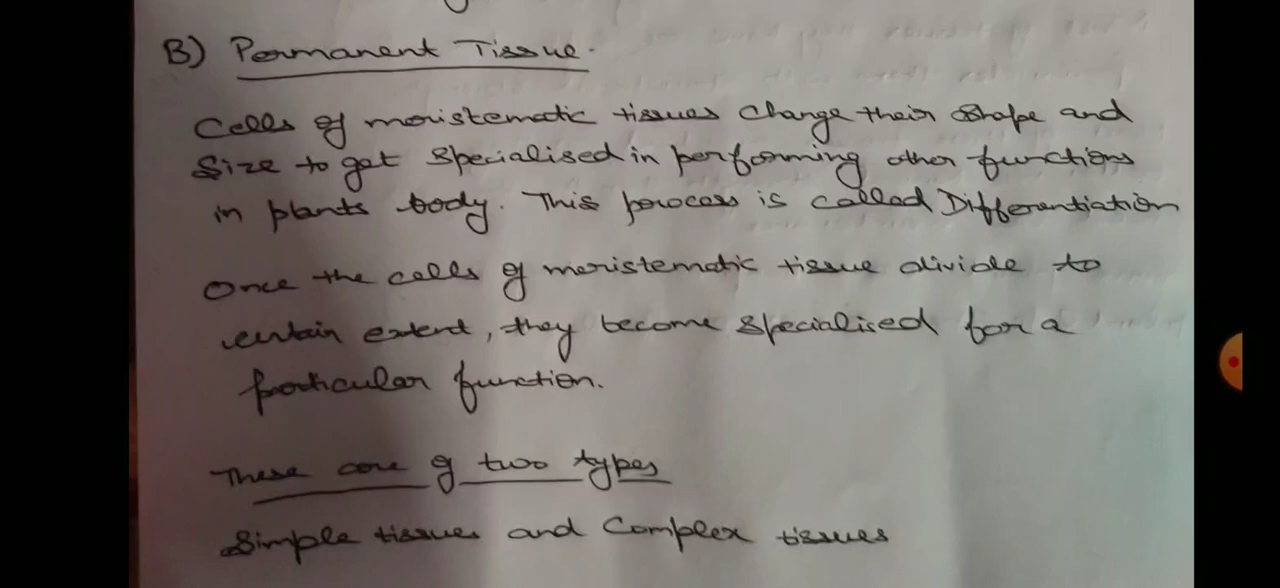 B) Permanent Tissue.
Cells of meristematic tissues change their shape and
size to get specialised in performing other functions
in plants body. This process is called Differentiation
Once the cells of meristematic tissue divide to
certain extent, they become specialised for a
particular function.
These are of two types
Simple tissues and Complex tissues